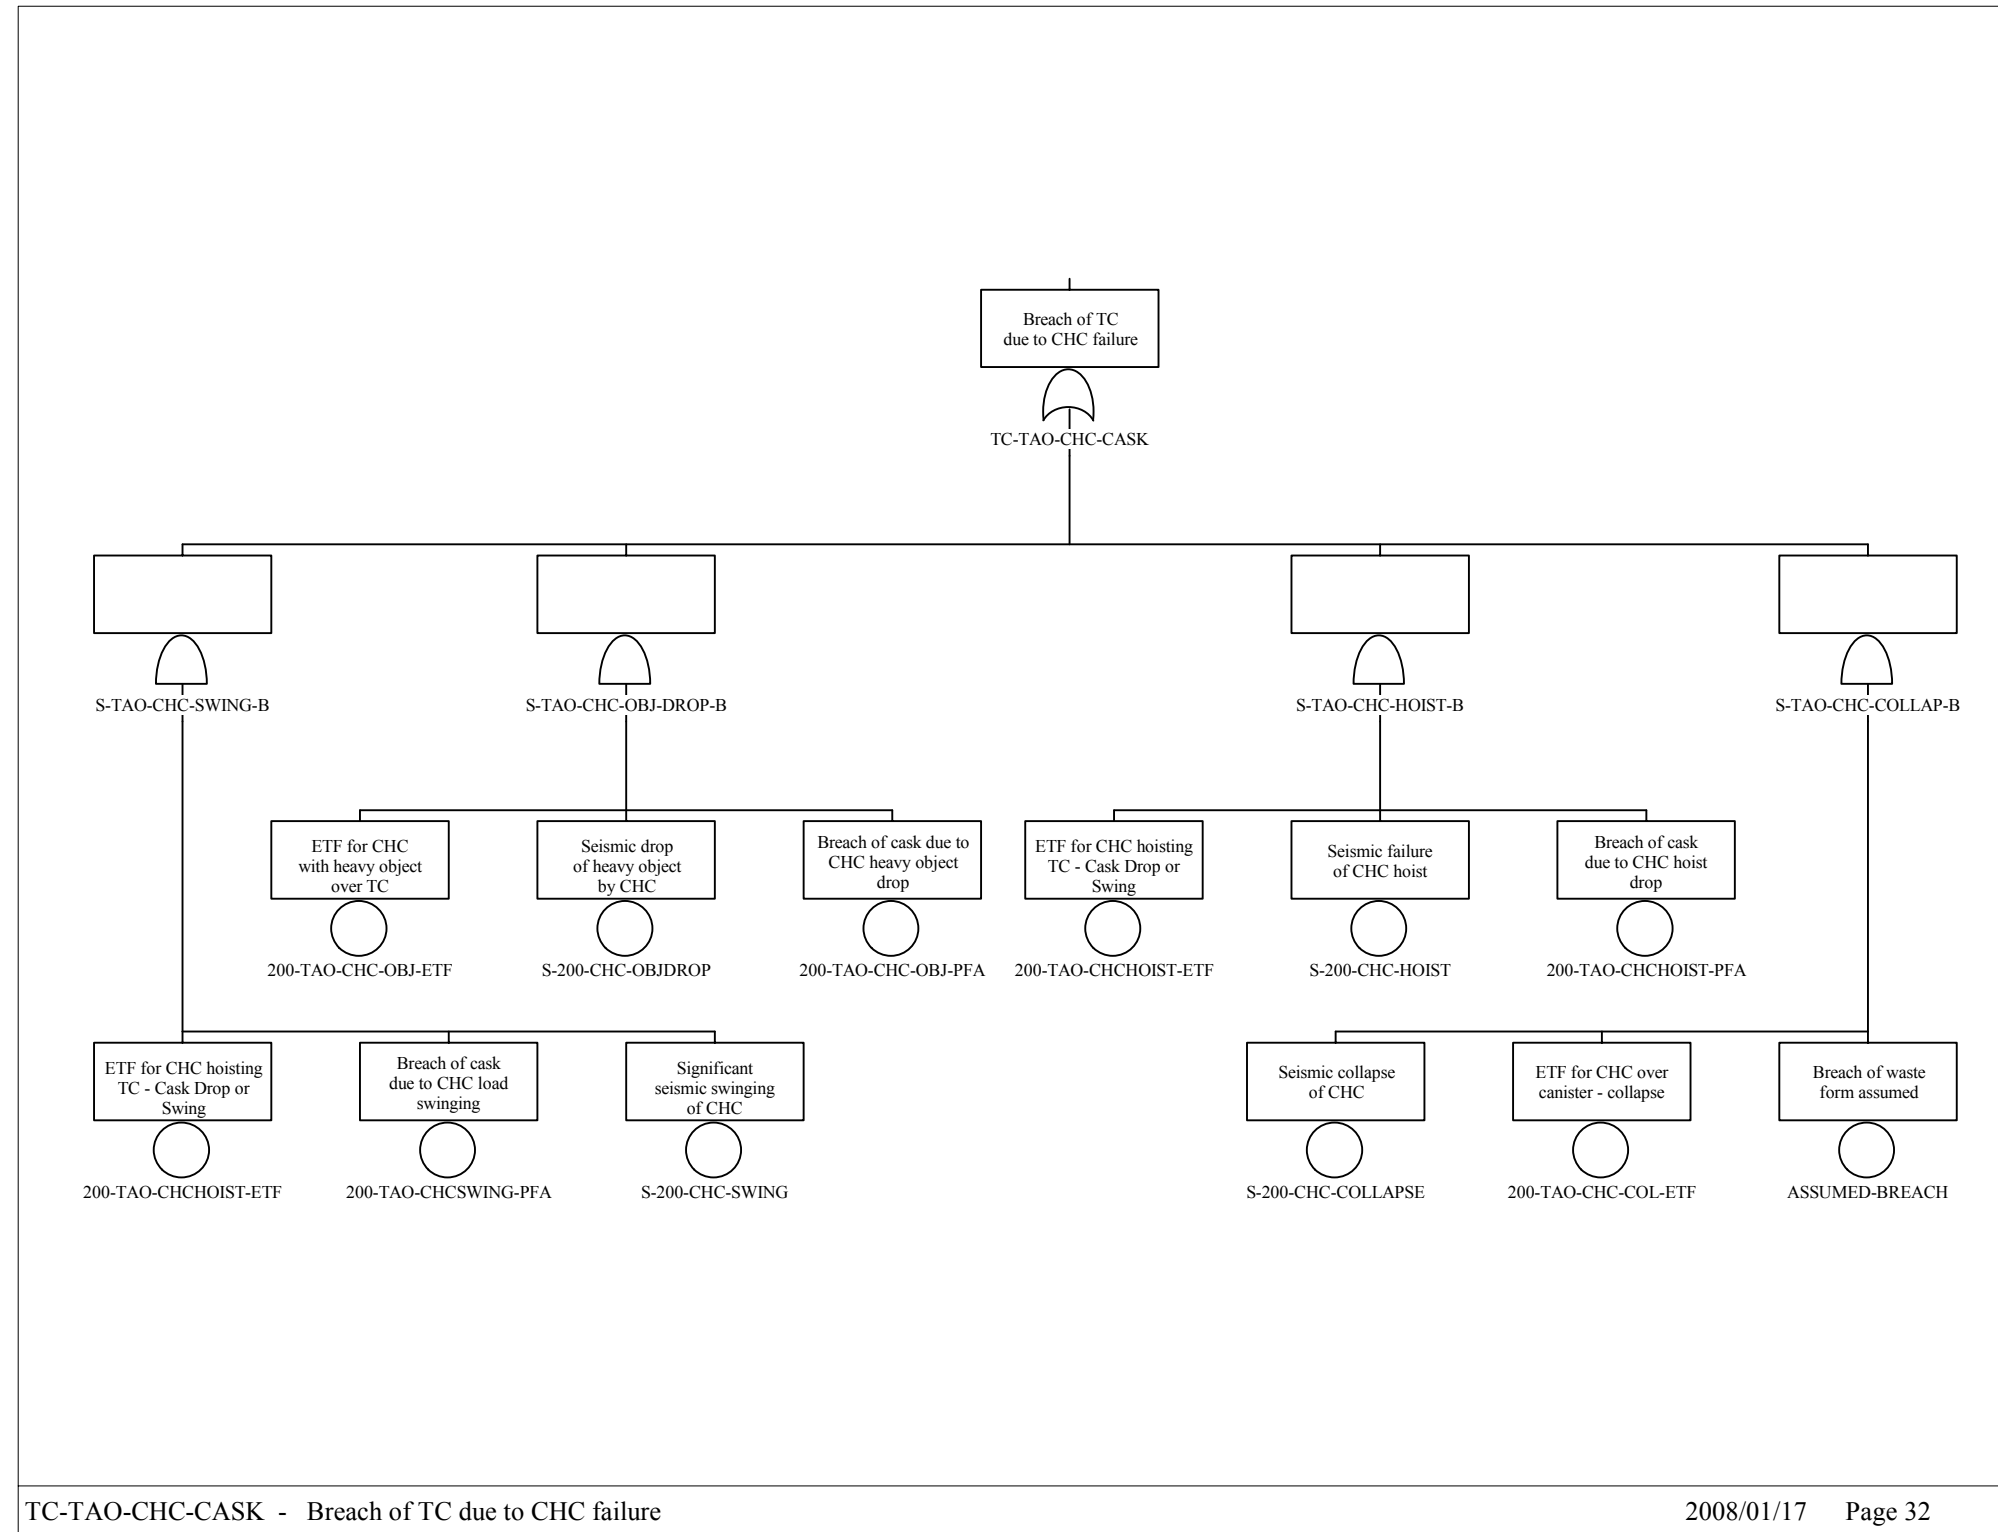 Breach of TC
due to CHC failure
TC-TAO-CHC-CASK
S-TAO-CHC-SWING-B
S-TAO-CHC-OBJ-DROP-B
S-TAO-CHC-HOIST-B
S-TAO-CHC-COLLAP-B
ETF for CHC
with heavy object
over TC
200-TAO-CHC-OBJ-ETF
Seismic drop
of heavy object
by CHC
S-200-CHC-OBJDROP
Breach of cask due to
CHC heavy object
drop
200-TAO-CHC-OBJ-PFA
ETF for CHC hoisting
TC - Cask Drop or
Swing
200-TAO-CHCHOIST-ETF
Seismic failure
of CHC hoist
S-200-CHC-HOIST
Breach of cask
due to CHC hoist
drop
200-TAO-CHCHOIST-PFA
ETF for CHC hoisting
TC - Cask Drop or
Swing
200-TAO-CHCHOIST-ETF
Breach of cask
due to CHC load
swinging
200-TAO-CHCSWING-PFA
Significant
seismic swinging
of CHC
S-200-CHC-SWING
Seismic collapse
of CHC
S-200-CHC-COLLAPSE
ETF for CHC over
canister - collapse
200-TAO-CHC-COL-ETF
Breach of waste
form assumed
ASSUMED-BREACH
TC-TAO-CHC-CASK - Breach of TC due to CHC failure
2008/01/17 Page 32